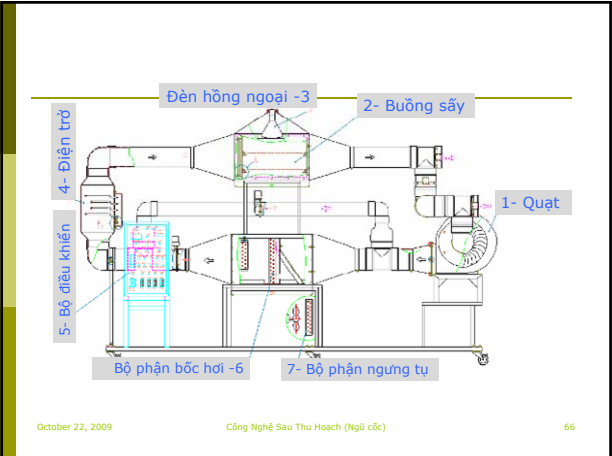 Đèn hồng ngoại -3
2- Buồng sấy
4- Điện trở
1- Quạt
5- Bộ điều khiển
Bộ phận bốc hơi -6
7- Bộ phận ngưng tụ
October 22, 2009
Công Nghệ Sau Thu Hoạch (Ngũ cốc)
66